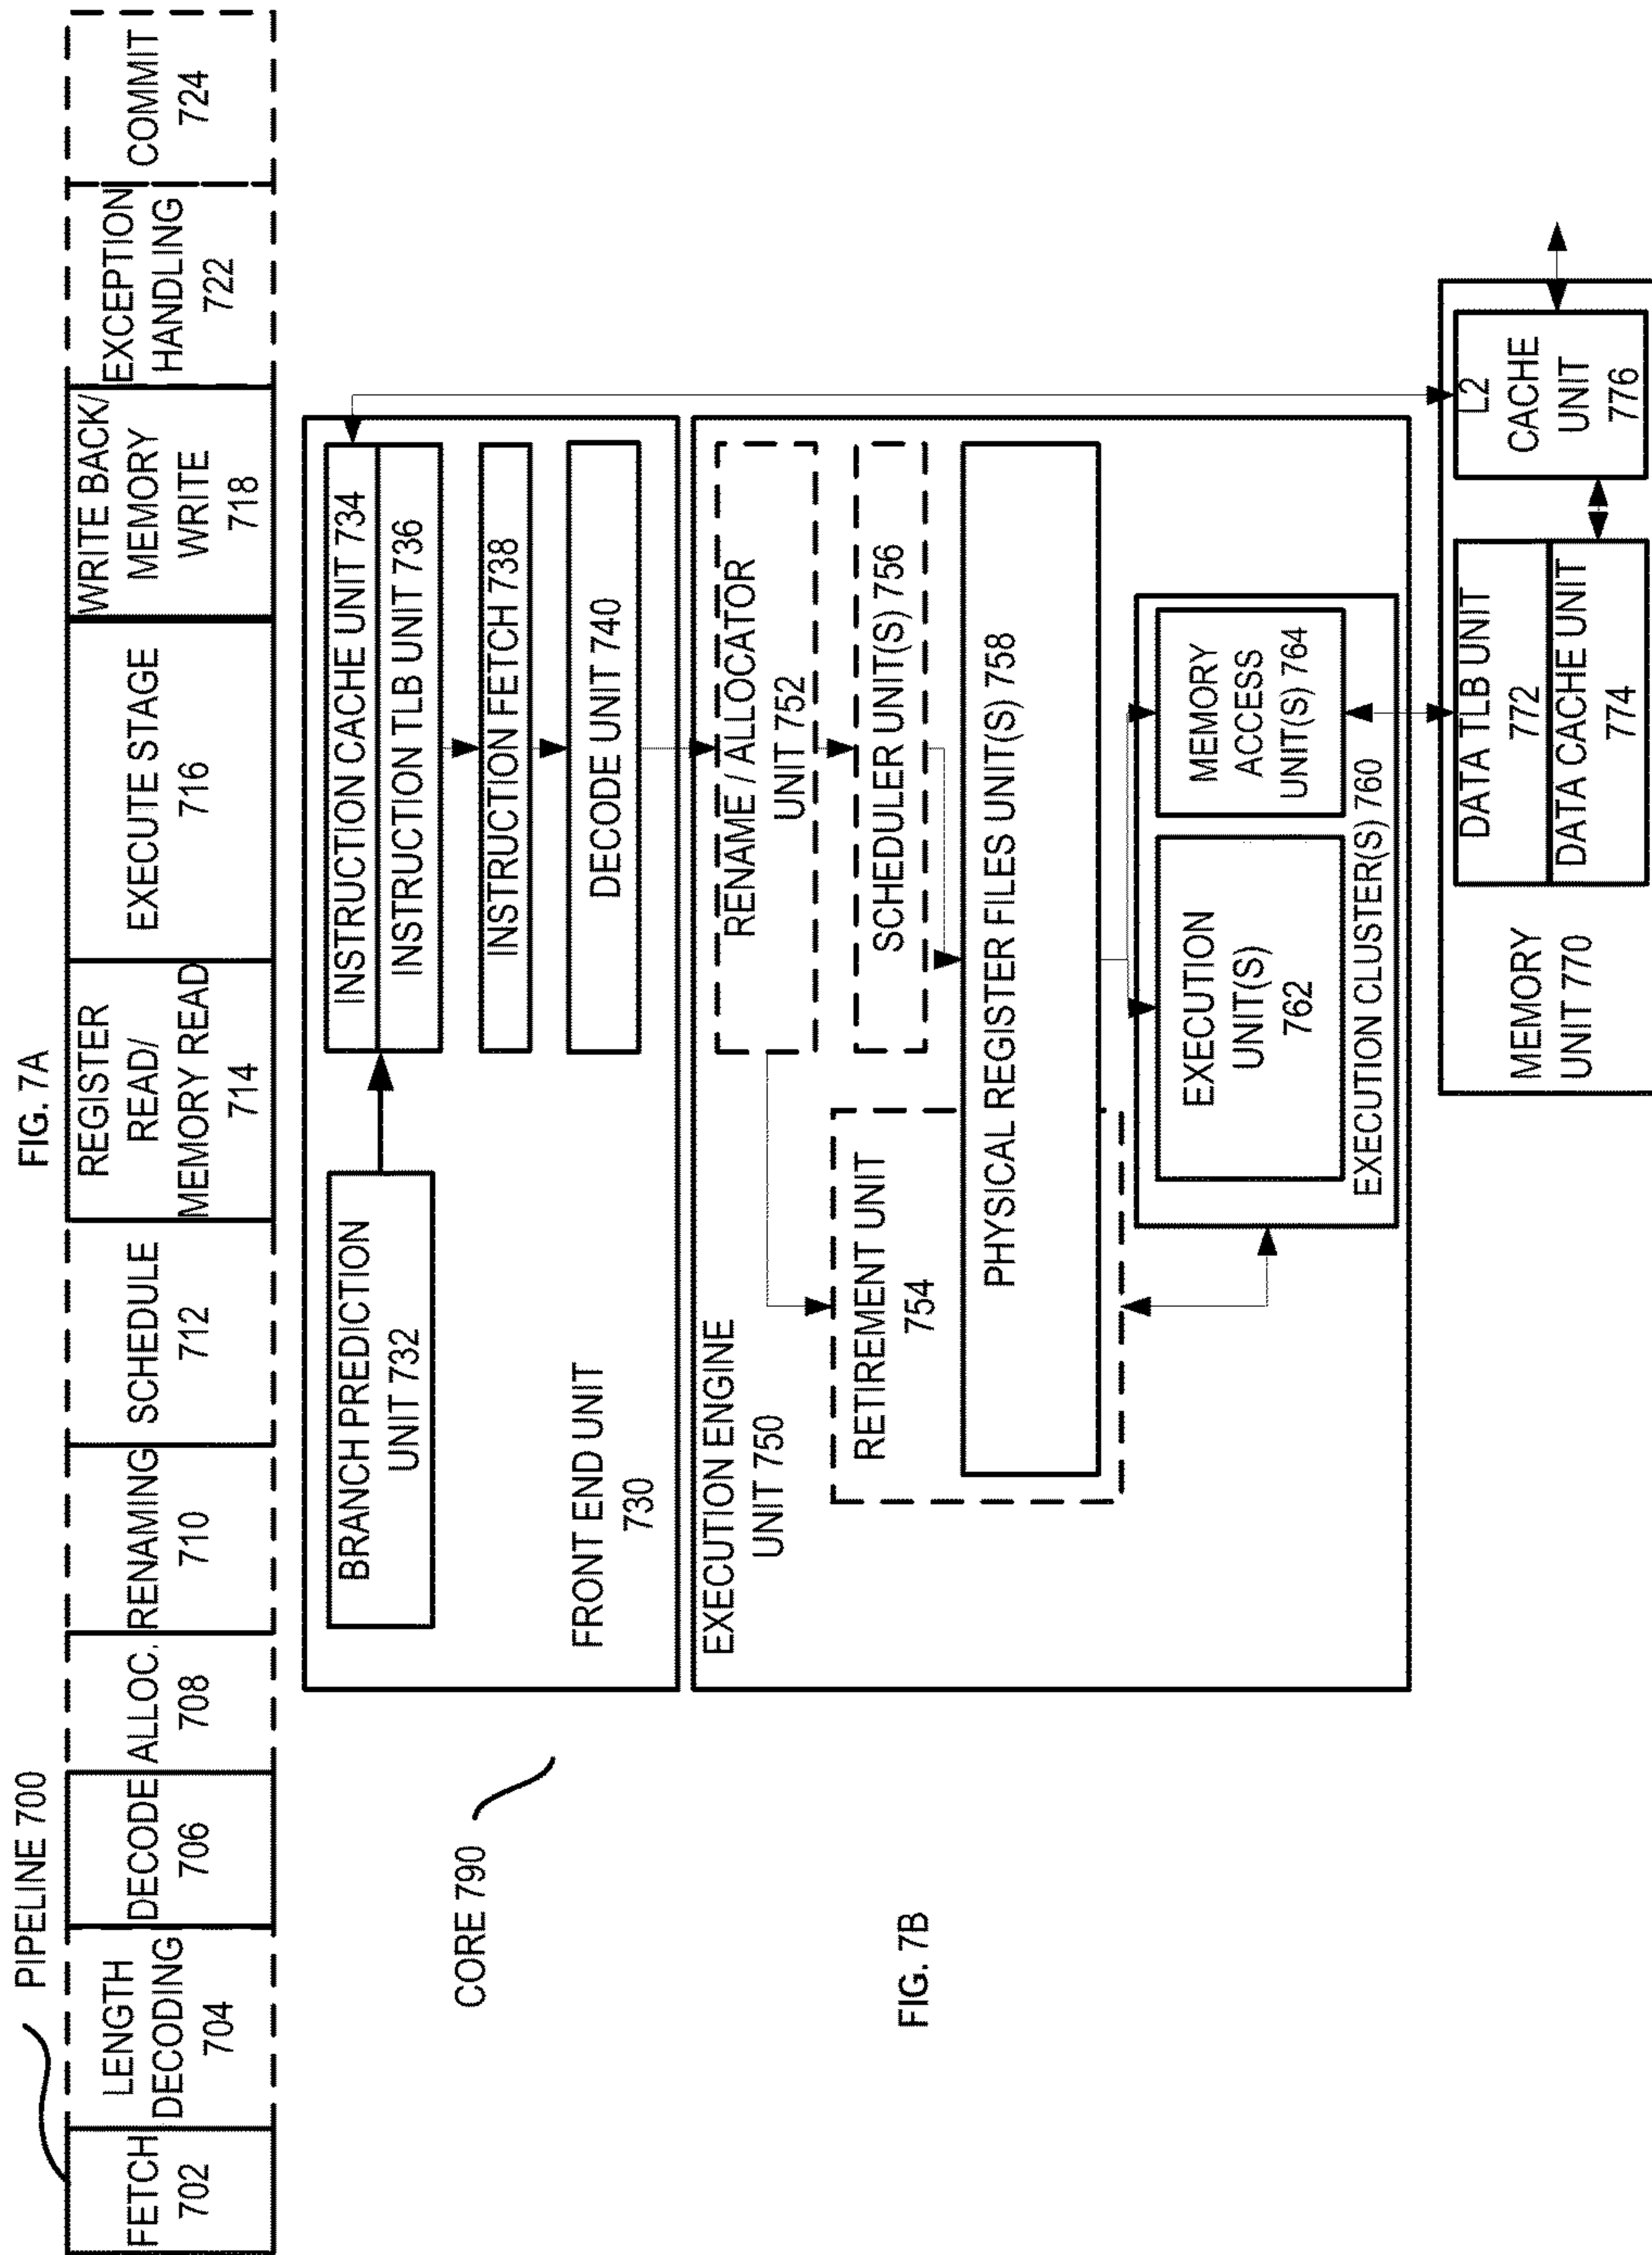 FIG. 7A
PIPELINE 700
FETCH
702
LENGTH
DECODING
704
DECODE
706
ALLOC.
708
RENAMING
710
SCHEDULE
712
REGISTER
READ/
MEMORY READ
714
EXECUTE STAGE
716
WRITE BACK/
MEMORY
WRITE
718
EXCEPTION
HANDLING
722
COMMIT
724
CORE 790
FRONT END UNIT
730
BRANCH PREDICTION
UNIT 732
INSTRUCTION CACHE UNIT 734
INSTRUCTION TLB UNIT 736
INSTRUCTION FETCH 738
DECODE UNIT 740
EXECUTION ENGINE
UNIT 750
RENAME / ALLOCATOR
UNIT 752
RETIREMENT UNIT
754
SCHEDULER UNIT(S) 756
PHYSICAL REGISTER FILES UNIT(S) 758
EXECUTION
UNIT(S)
762
MEMORY
ACCESS
UNIT(S) 764
EXECUTION CLUSTER(S) 760
MEMORY
UNIT 770
DATA TLB UNIT
772
DATA CACHE UNIT
774
L2
CACHE
UNIT
776
FIG. 7B